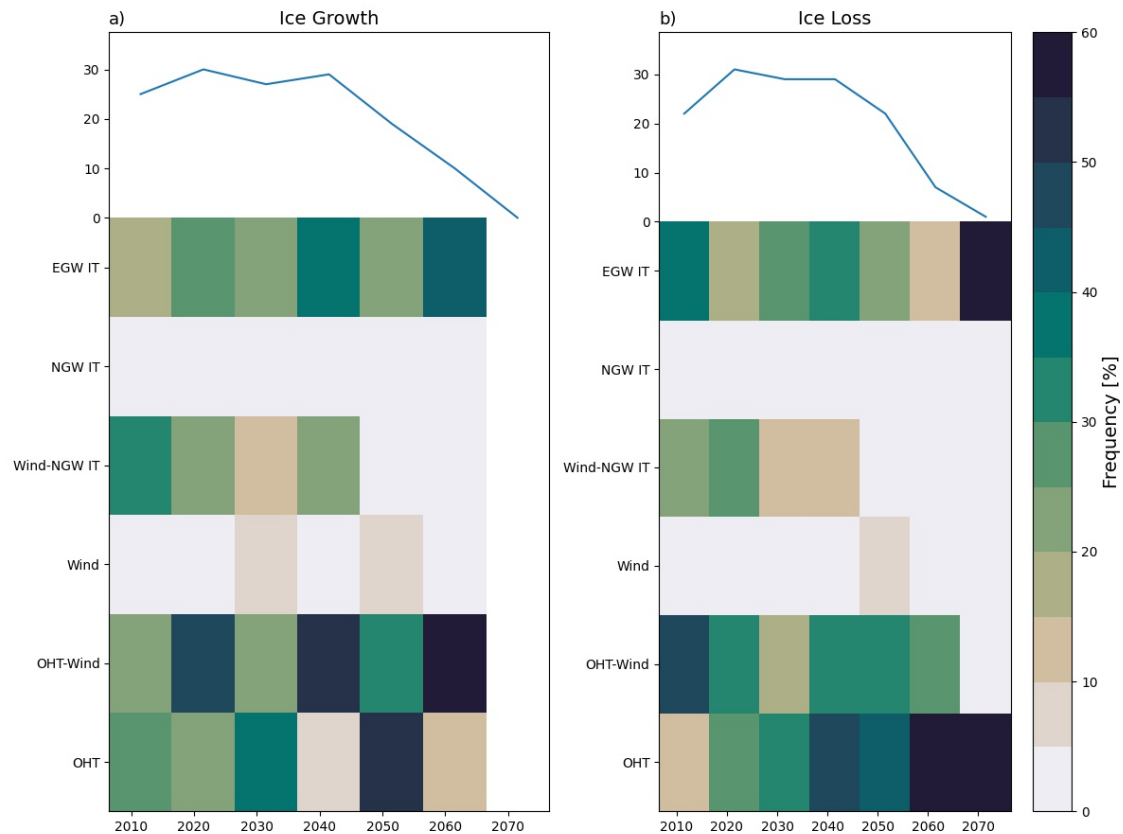 a) Ice Growth
30
20
10
0
EGW IT
NGW IT
Wind-NGW IT
Wind
OHT-Wind
OHT
2010 2020 2030 2040 2050 2060 2070
b) Ice Loss
30
20
10
0
EGW IT
NGW IT
Wind-NGW IT
Wind
OHT-Wind
OHT
2010 2020 2030 2040 2050 2060 2070
60
50
40
30
20
10
0
Frequency [%]